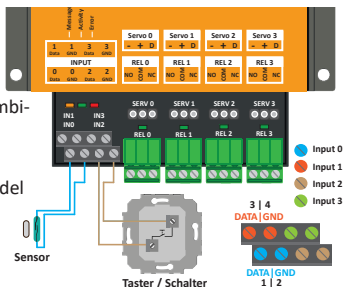 Message
Activity
Error
Servo 0 Servo 1 Servo 2 Servo 3
- + D - + D - + D - + D
1 1 3 3
Data GND Data GND
INPUT
0 0 2 2
Data GND Data GND
REL 0 REL 1 REL 2 REL 3
NO COM NC NO COM NC NO COM NC NO COM NC
mbi-
SERV 0 SERV 1 SERV 2 SERV 3
IN1 IN3
IN0 IN2
REL 0 REL 1 REL 2 REL 3
del
Input 0
Input 1
Input 2
Input 3
3 | 4
DATA|GND
DATA|GND
1 | 2
Sensor
Taster / Schalter